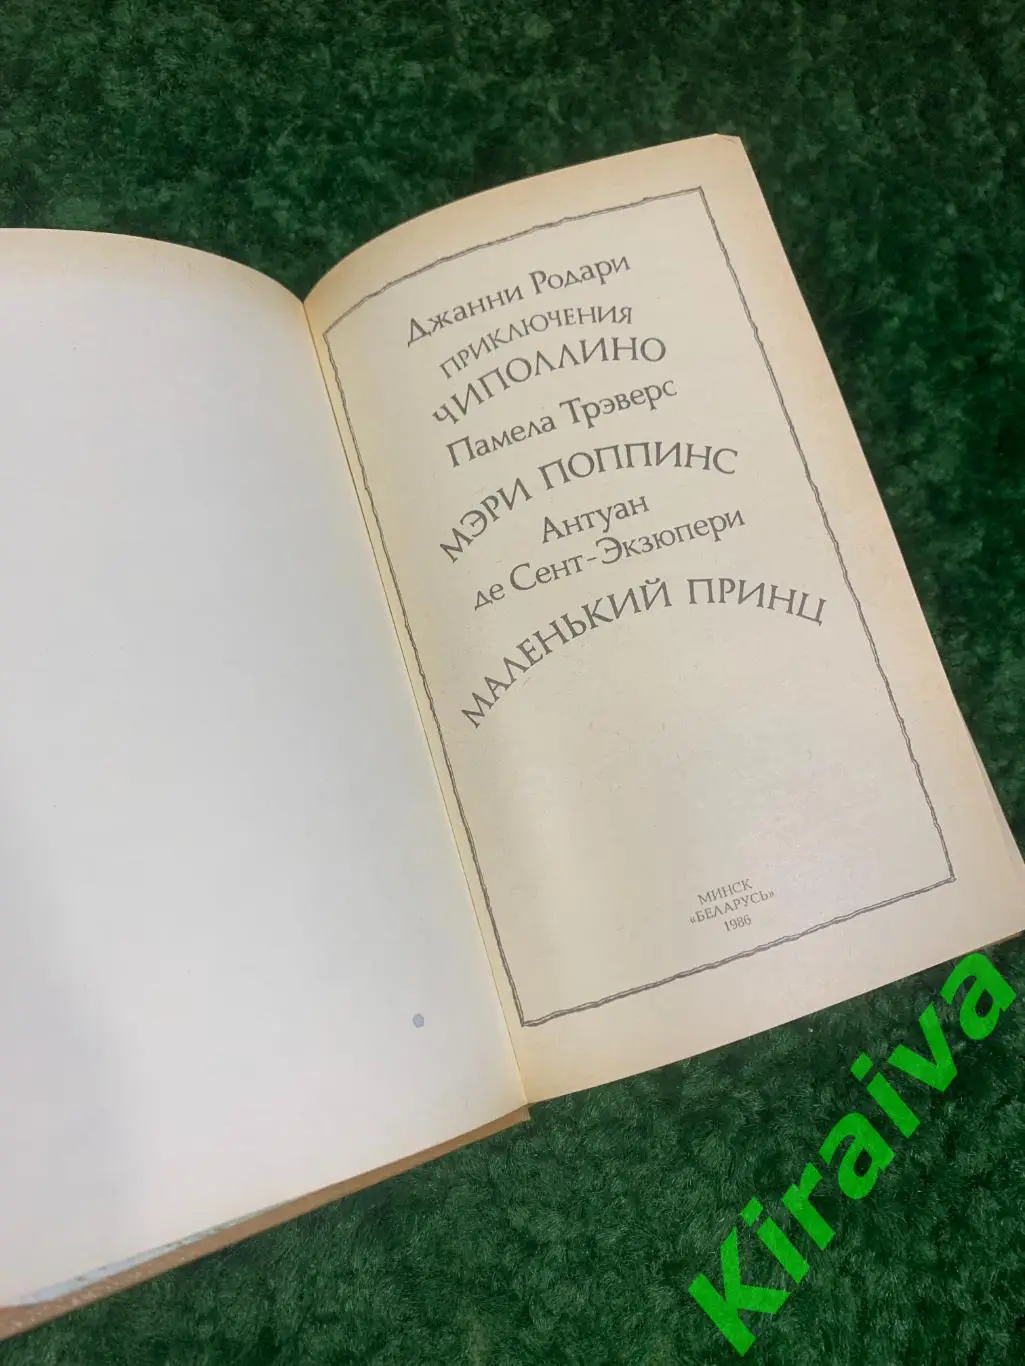 Джанни Родари
ПРИКЛЮЧЕНИЯ
ЧИПОЛЛИНО
Памела Трэверс
МЭРИ ПОППИНС
Антуан
де Сент-Экзюпери
МАЛЕНЬКИЙ ПРИНЦ
МИНСК
«БЕЛАРУСЬ»
1986
Kiraiva